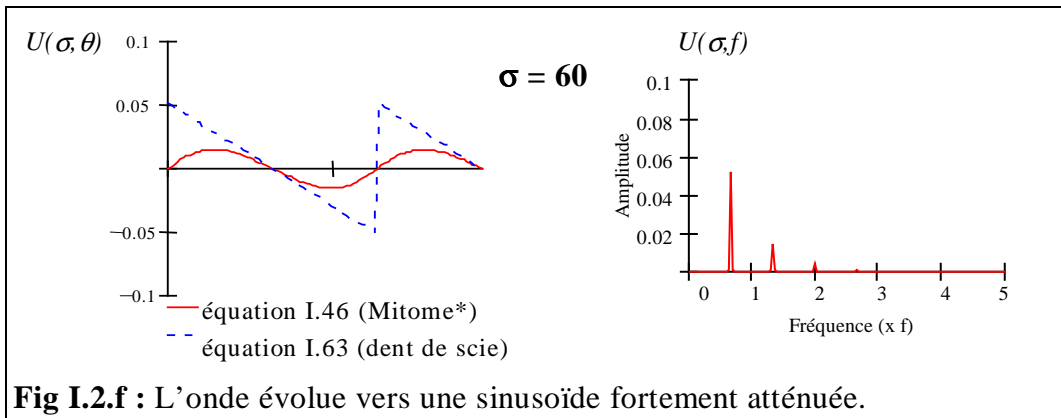 U(σ,θ)
0.1
0.05
−0.05
−0.1
σ = 60
équation I.46 (Mitome*)
équation I.63 (dent de scie)
U(σ,f)
Amplitude
0.1
0.08
0.06
0.04
0.02
0 1 2 3 4 5
Fréquence (x f)
Fig I.2.f : L’onde évolue vers une sinusoïde fortement atténuée.